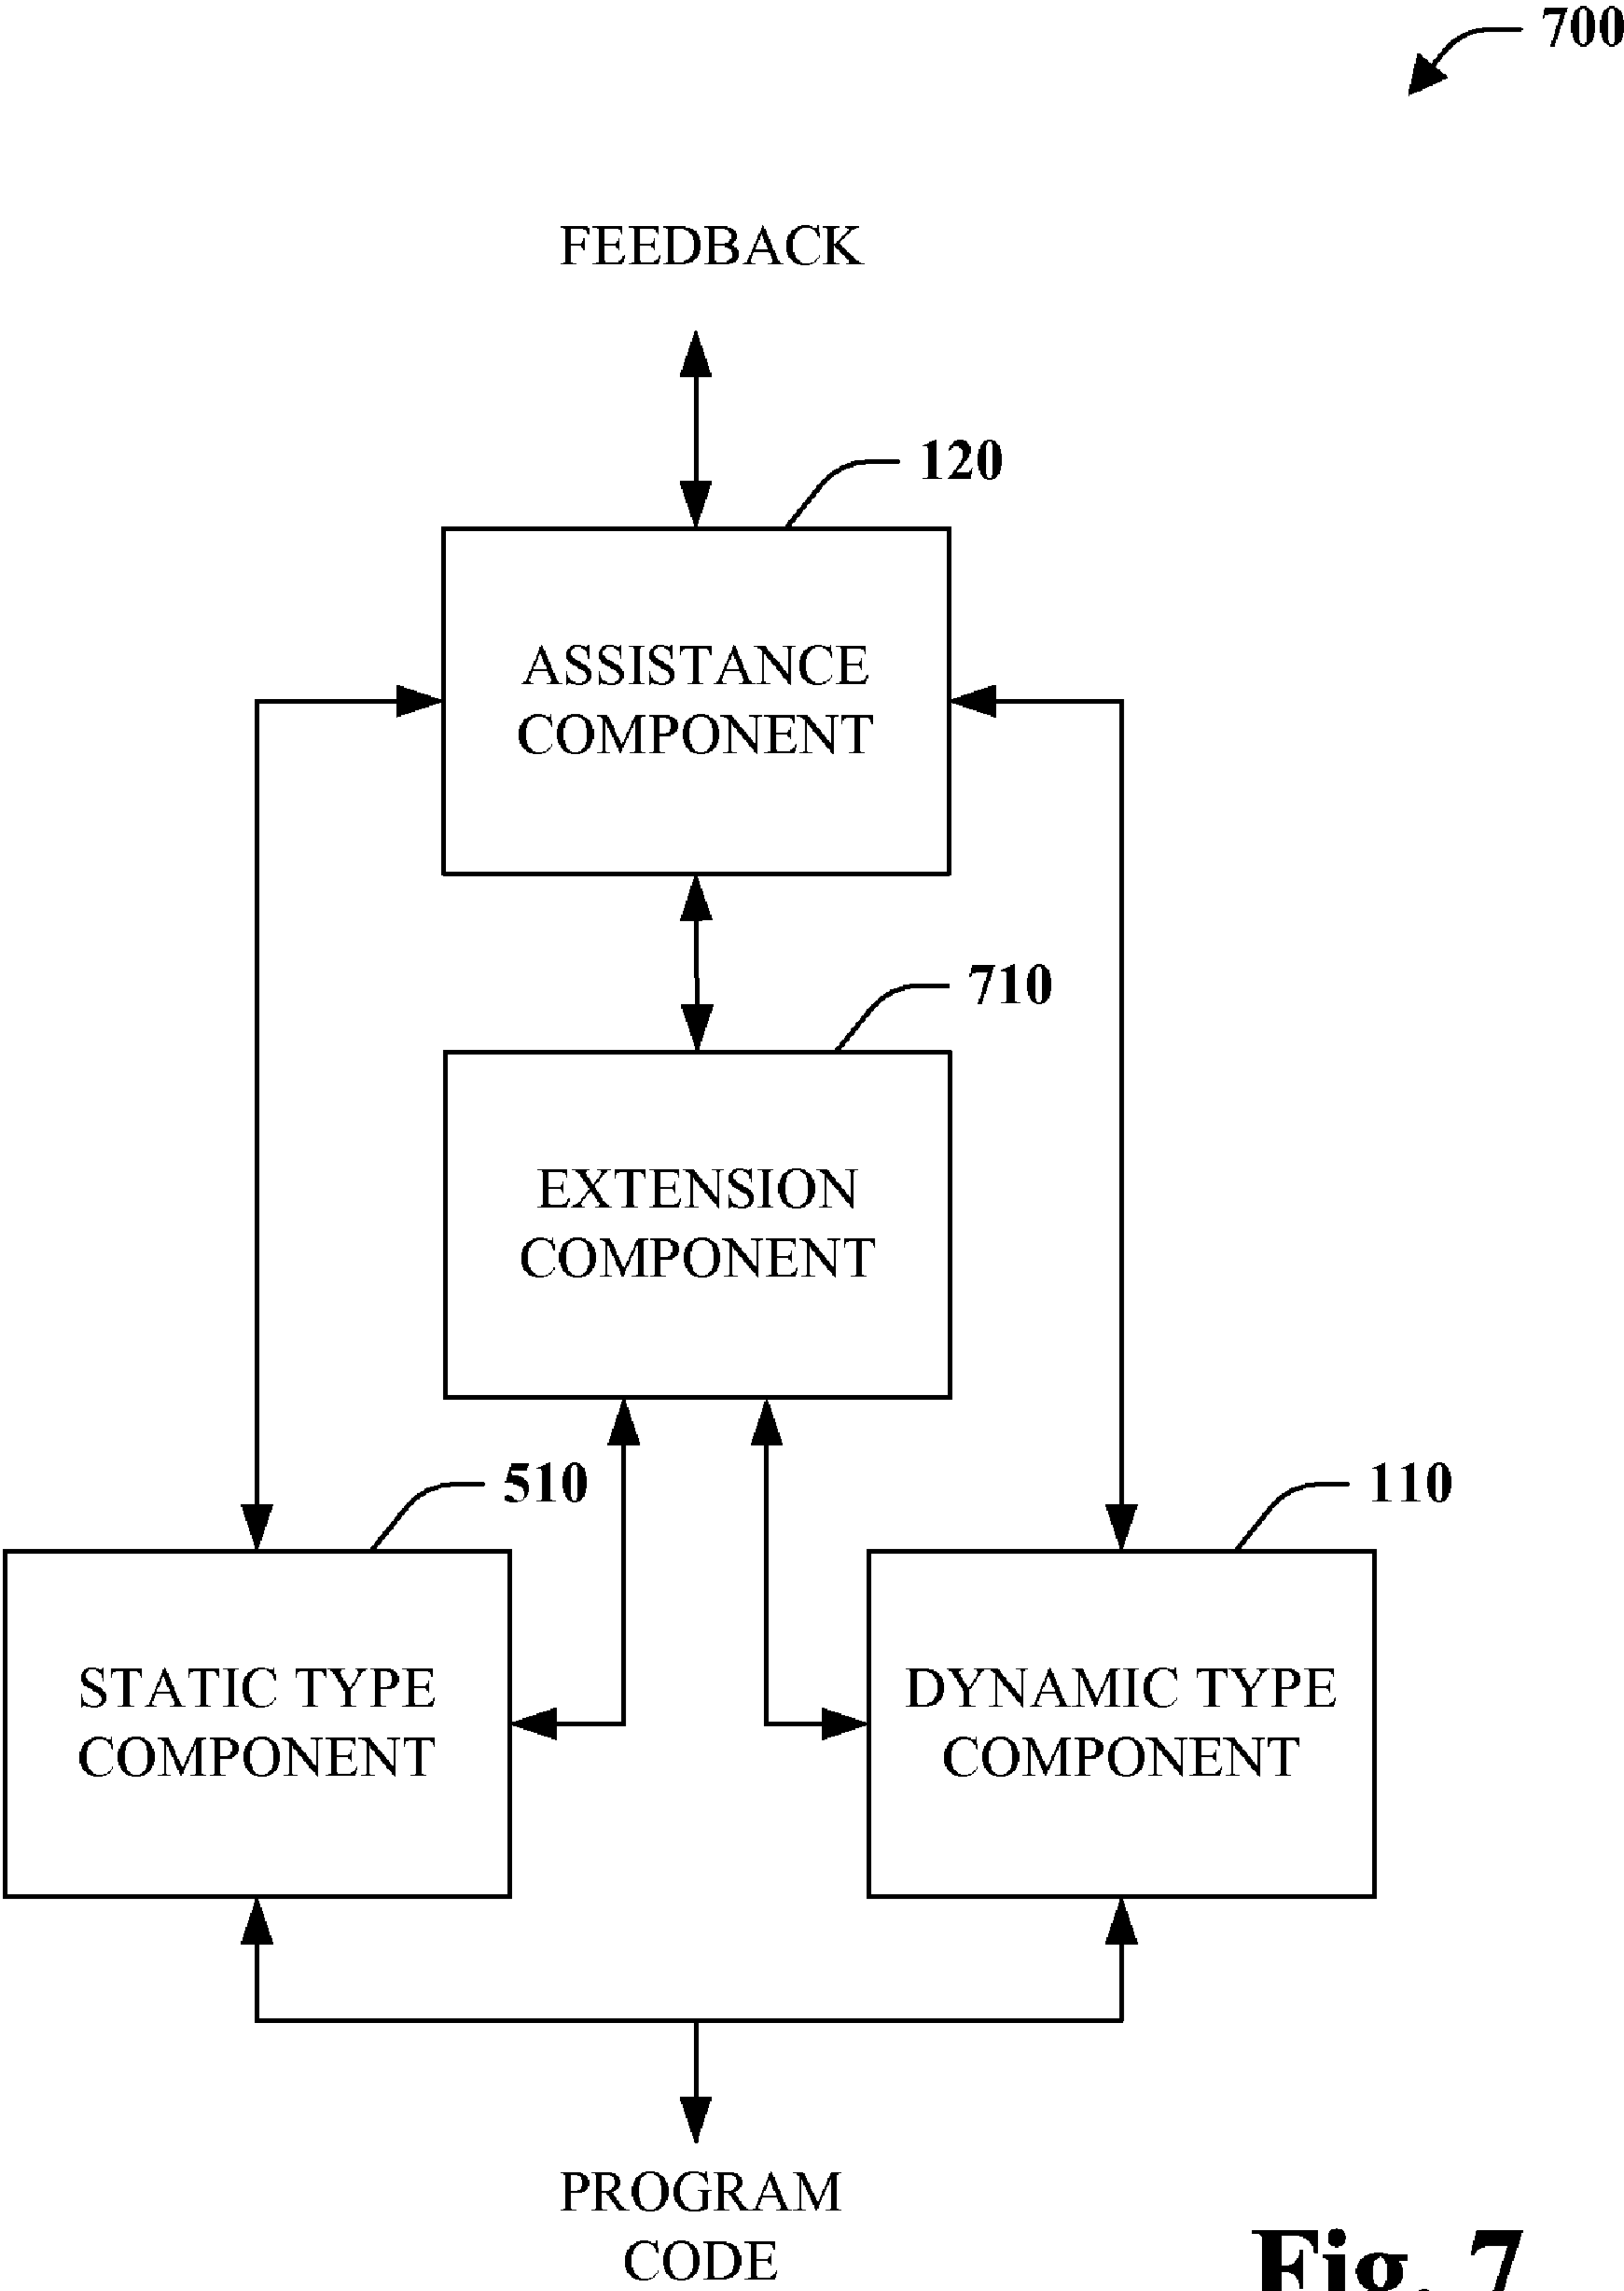 700
FEEDBACK
120
ASSISTANCE
COMPONENT
710
EXTENSION
COMPONENT
510
110
STATIC TYPE
COMPONENT
DYNAMIC TYPE
COMPONENT
PROGRAM
CODE
Fig. 7